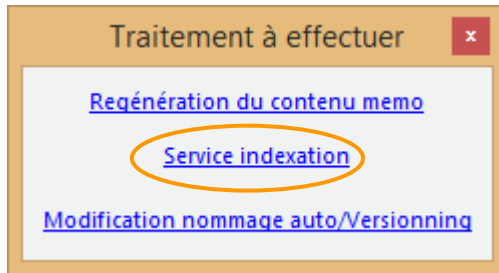 Traitement à effectuer
x
Regénération du contenu memo
Service indexation
Modification nommage auto/Versionning